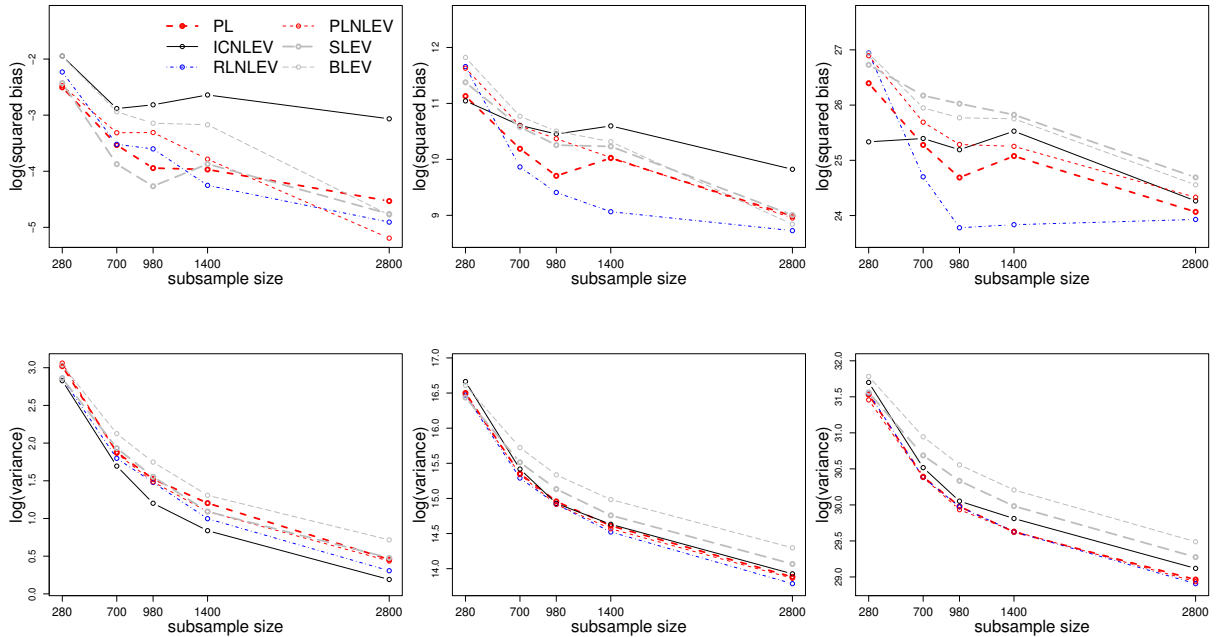 PL
ICNLEV
RLNLEV
PLNLEV
SLEV
BLEV
log(squared bias)
-2
-3
-4
-5
280 700 980 1400 2800
subsample size
log(squared bias)
12
11
10
9
280 700 980 1400 2800
subsample size
log(squared bias)
27
26
25
24
280 700 980 1400 2800
subsample size
log(variance)
3.0
2.5
2.0
1.5
1.0
0.5
0.0
280 700 980 1400 2800
subsample size
log(variance)
17.0
16.5
16.0
15.5
15.0
14.5
14.0
280 700 980 1400 2800
subsample size
log(variance)
32.0
31.5
31.0
30.5
30.0
29.5
29.0
280 700 980 1400 2800
subsample size